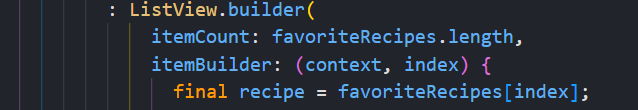 : ListView.builder(
itemCount: favoriteRecipes.length,
itemBuilder: (context, index) {
final recipe = favoriteRecipes[index];